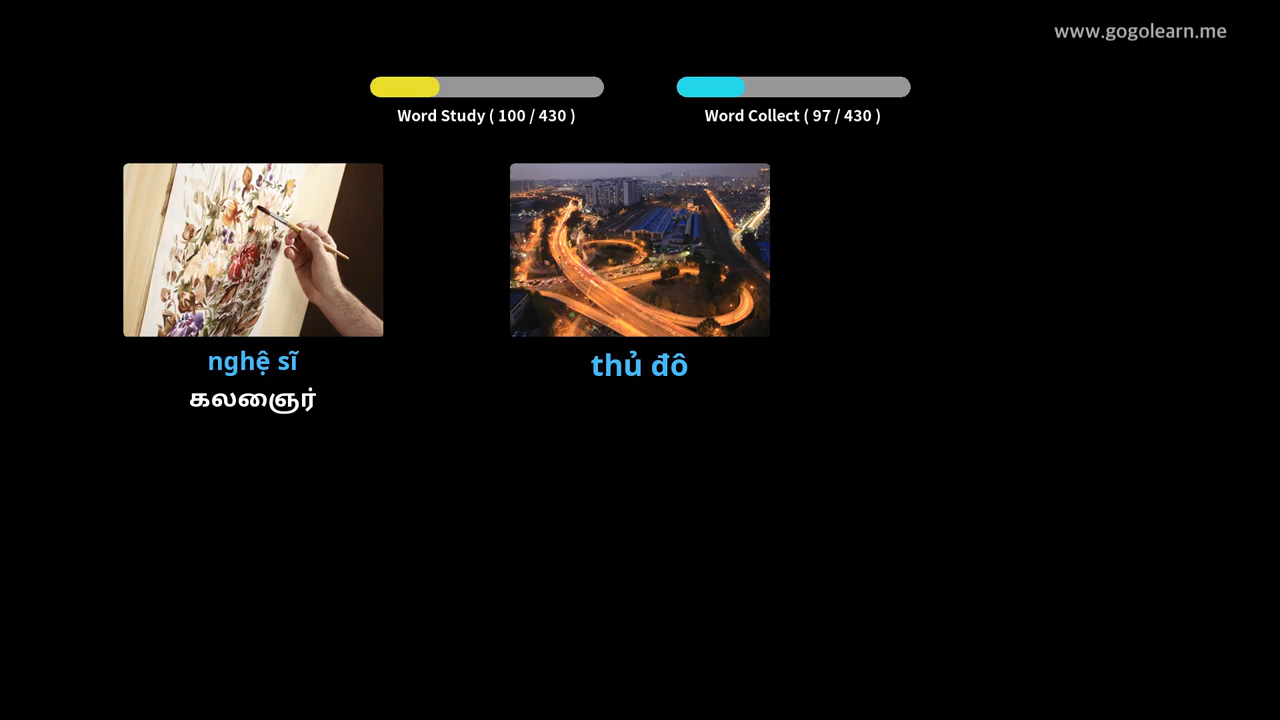 www.gogolearn.me
Word Study ( 100 / 430 )
Word Collect ( 97 / 430 )
nghệ sĩ
கலைஞர்
thủ đô